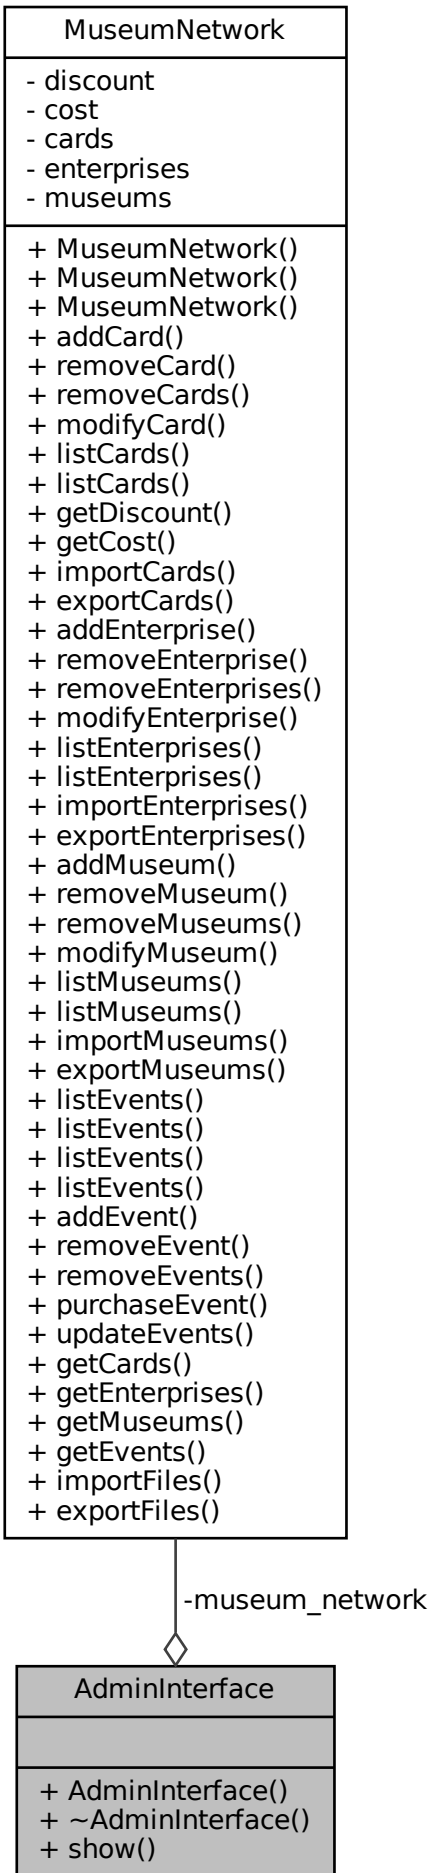 MuseumNetwork
- discount
- cost
- cards
- enterprises
- museums
+ MuseumNetwork()
+ MuseumNetwork()
+ MuseumNetwork()
+ addCard()
+ removeCard()
+ removeCards()
+ modifyCard()
+ listCards()
+ listCards()
+ getDiscount()
+ getCost()
+ importCards()
+ exportCards()
+ addEnterprise()
+ removeEnterprise()
+ removeEnterprises()
+ modifyEnterprise()
+ listEnterprises()
+ listEnterprises()
+ importEnterprises()
+ exportEnterprises()
+ addMuseum()
+ removeMuseum()
+ removeMuseums()
+ modifyMuseum()
+ listMuseums()
+ listMuseums()
+ importMuseums()
+ exportMuseums()
+ listEvents()
+ listEvents()
+ listEvents()
+ listEvents()
+ addEvent()
+ removeEvent()
+ removeEvents()
+ purchaseEvent()
+ updateEvents()
+ getCards()
+ getEnterprises()
+ getMuseums()
+ getEvents()
+ importFiles()
+ exportFiles()
-museum_network
AdminInterface
+ AdminInterface()
+ ~AdminInterface()
+ show()